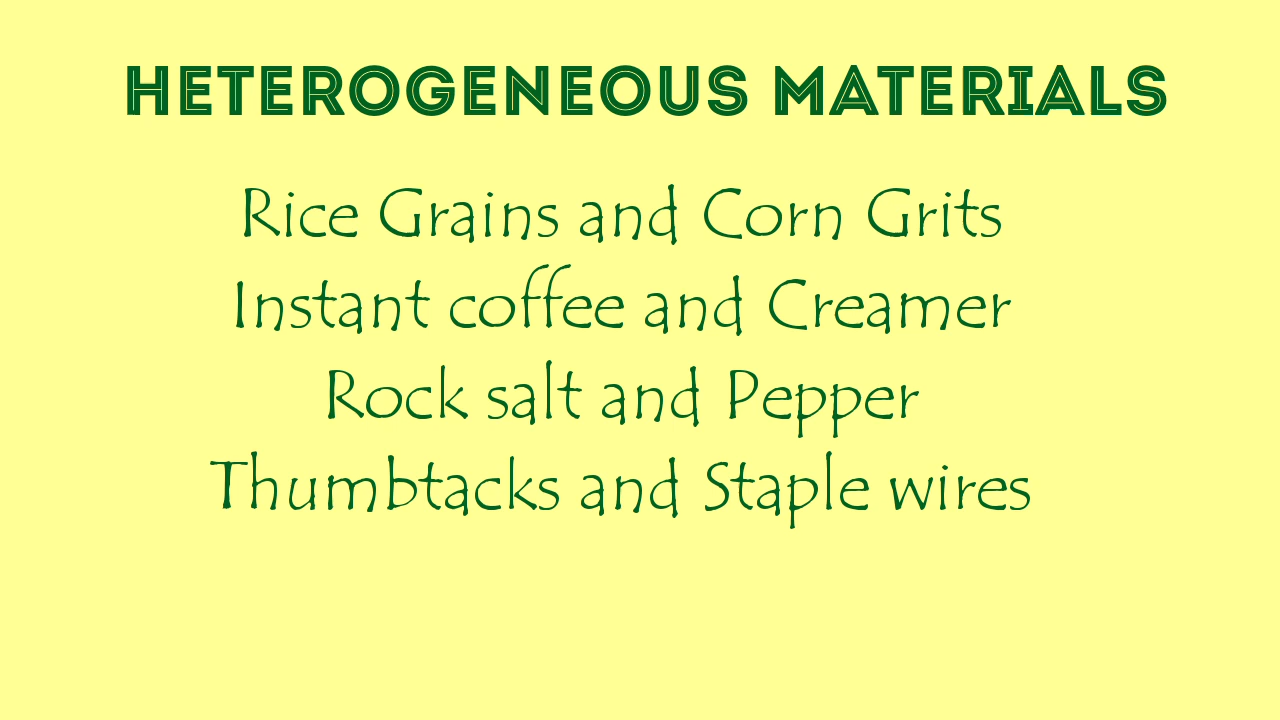 HETEROGENEOUS MATERIALS
Rice Grains and Corn Grits
Instant coffee and Creamer
Rock salt and Pepper
Thumbtacks and Staple wires